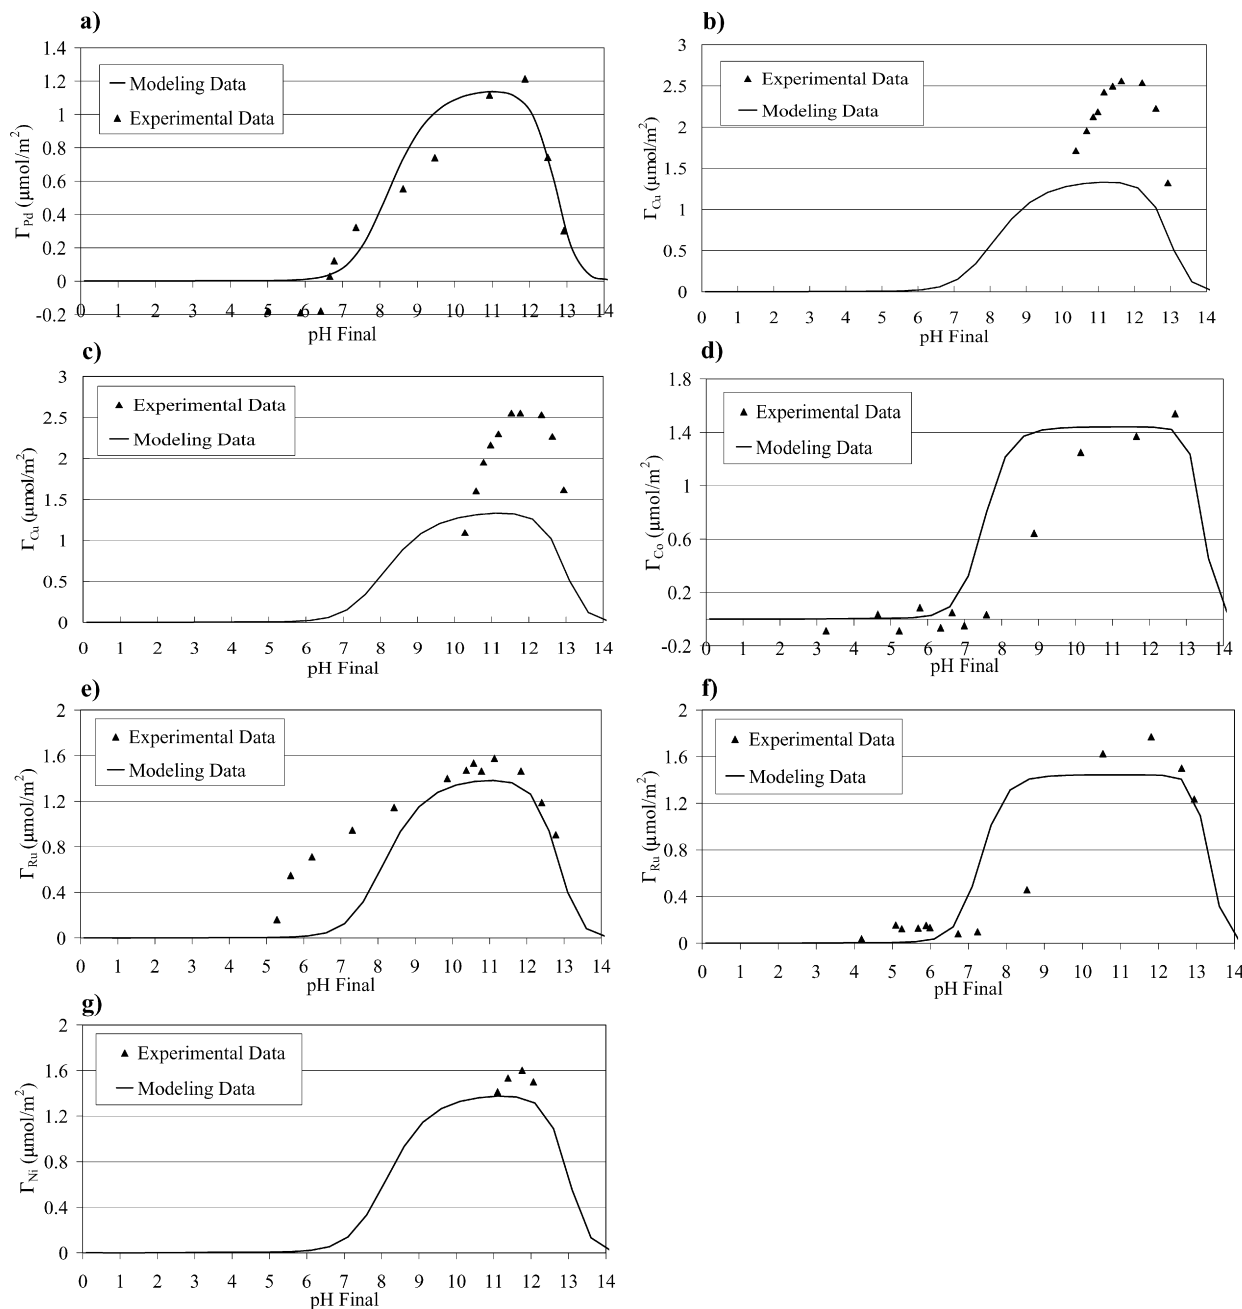 a)
1.4
1.2
1
0.8
0.6
0.4
0.2
0
-0.2
ΓPd (μmol/m2)
Modeling Data
Experimental Data
0 1 2 3 4 5 6 7 8 9 10 11 12 13 14
pH Final
b)
3
2.5
2
1.5
1
0.5
0
ΓCu (μmol/m2)
Experimental Data
Modeling Data
0 1 2 3 4 5 6 7 8 9 10 11 12 13 14
pH Final
c)
3
2.5
2
1.5
1
0.5
0
ΓCu (μmol/m2)
Experimental Data
Modeling Data
0 1 2 3 4 5 6 7 8 9 10 11 12 13 14
pH Final
d)
1.8
1.4
1
0.6
0.2
-0.2
ΓCo (μmol/m2)
Experimental Data
Modeling Data
0 1 2 3 4 5 6 7 8 9 10 11 12 13 14
pH Final
e)
2
1.6
1.2
0.8
0.4
0
ΓRu (μmol/m2)
Experimental Data
Modeling Data
0 1 2 3 4 5 6 7 8 9 10 11 12 13 14
pH Final
f)
2
1.6
1.2
0.8
0.4
0
ΓRu (μmol/m2)
Experimental Data
Modeling Data
0 1 2 3 4 5 6 7 8 9 10 11 12 13 14
pH Final
g)
2
1.6
1.2
0.8
0.4
0
ΓNi (μmol/m2)
Experimental Data
Modeling Data
0 1 2 3 4 5 6 7 8 9 10 11 12 13 14
pH Final